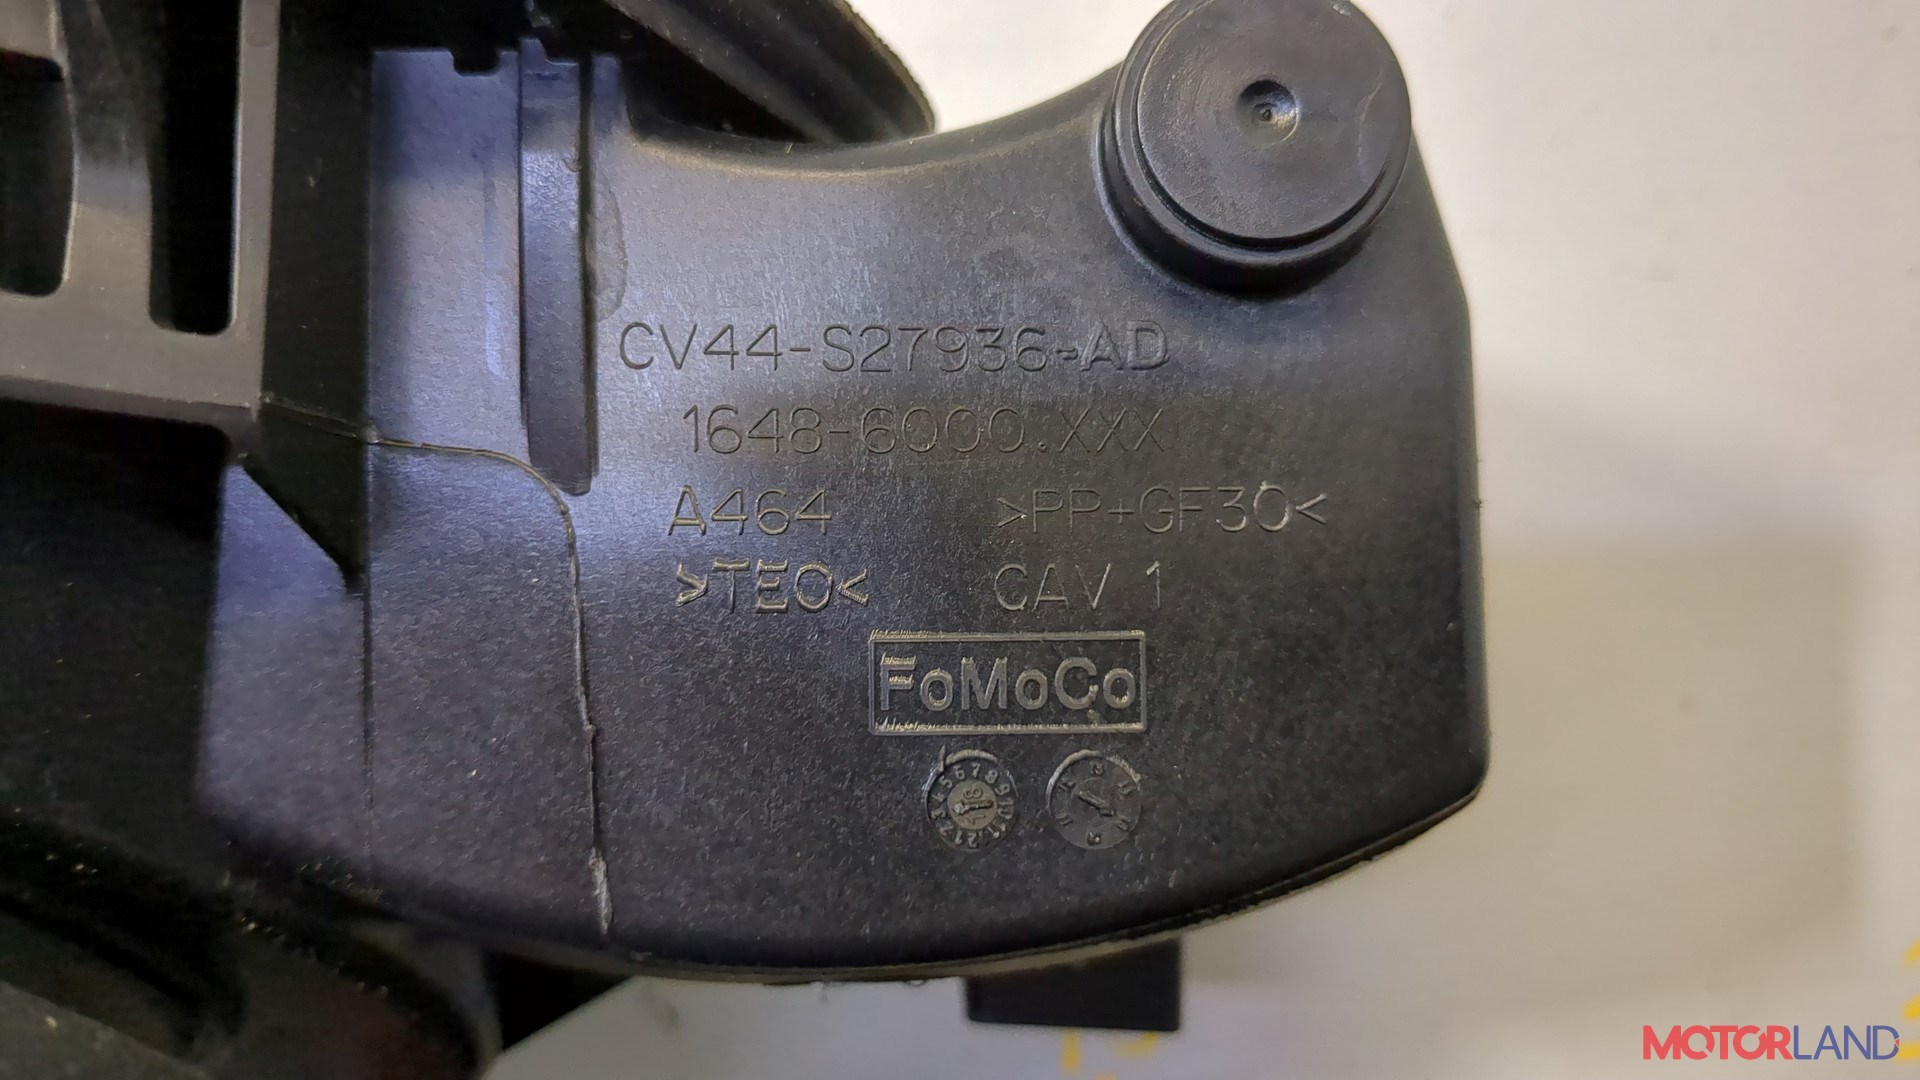 CV44-S27936-AD
1648-6000.XXX
A464 >PP+GF30<
>TEO< CAV 1
FoMoCo
MOTORLAND